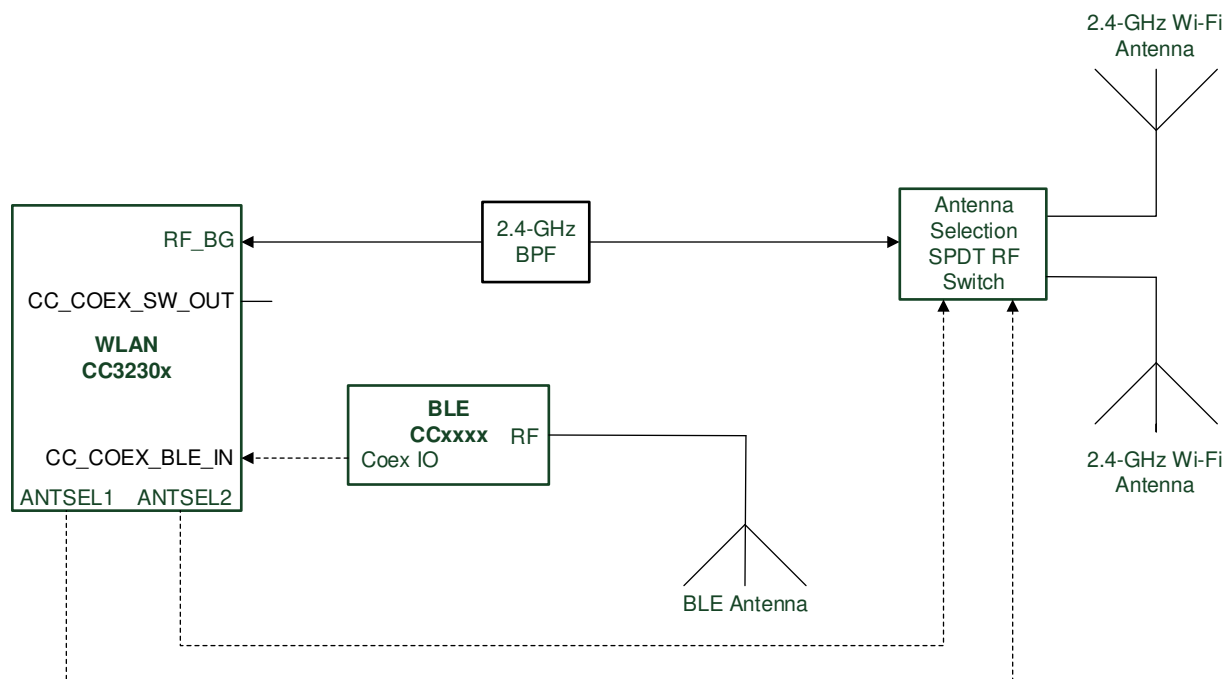 2.4-GHz Wi-Fi
Antenna
RF_BG
2.4-GHz
BPF
Antenna
Selection
SPDT RF
Switch
CC_COEX_SW_OUT
WLAN
CC3230x
BLE
CCxxxx
RF
Coex IO
CC_COEX_BLE_IN
ANTSEL1 ANTSEL2
2.4-GHz Wi-Fi
Antenna
BLE Antenna